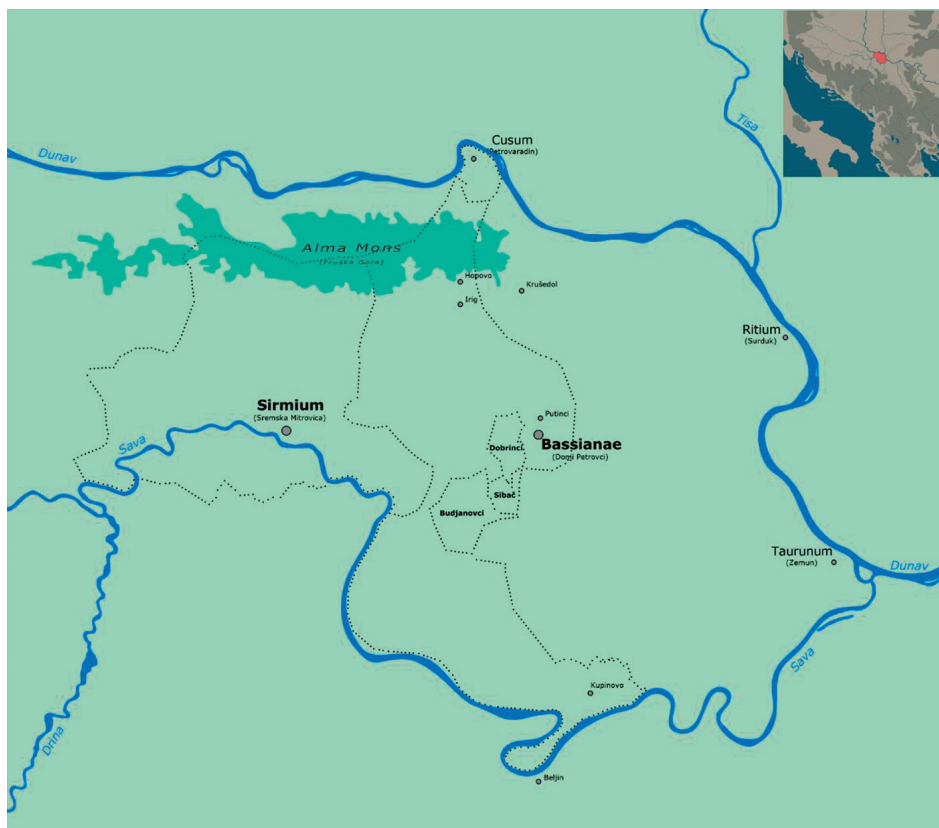 Tisa
Cusum
(Petrovaradin)
Dunav
Alma Mons
(Fruška Gora)
Hopovo
Krušedol
Irig
Ritium
(Surduk)
Sirmium
(Sremska Mitrovica)
Putinci
Bassianae
(Donji Petrovci)
Dobrinci
Sava
Sibač
Budjanovci
Taurunum
(Zemun)
Dunav
Sava
Kupinovo
Drina
Beljin